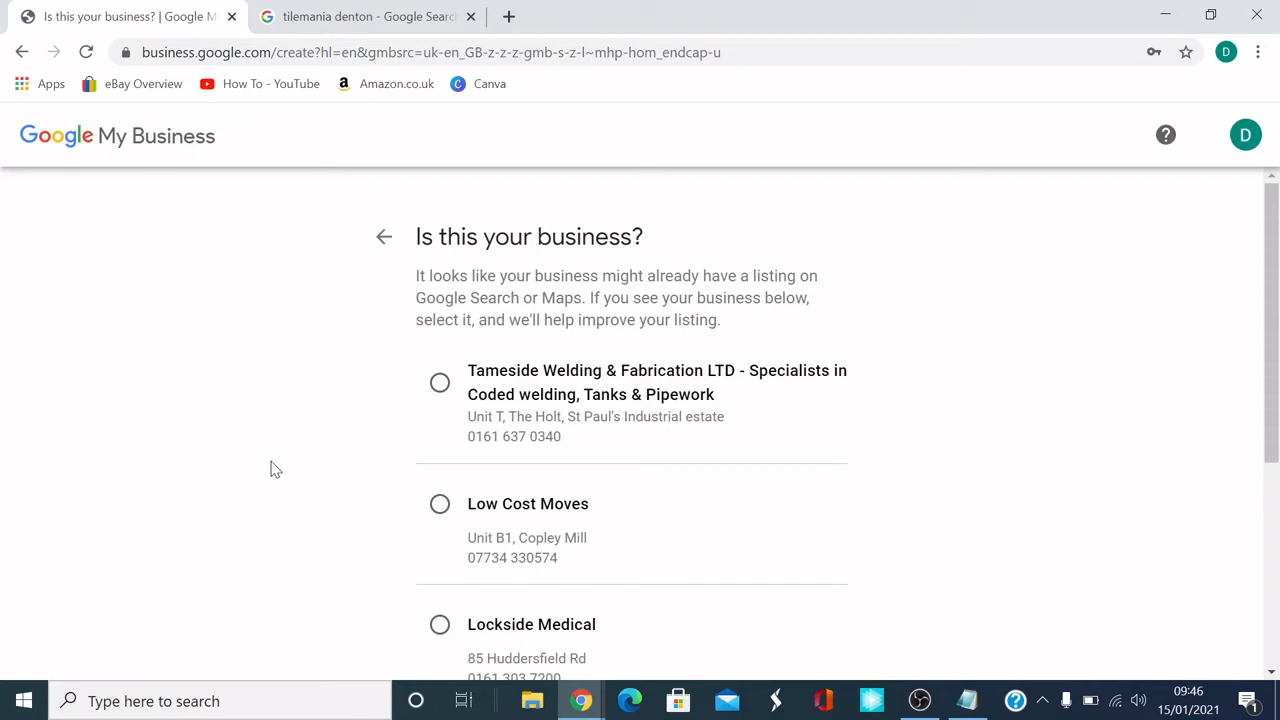 Is this your business? | Google M
tilemania denton - Google Searc
business.google.com/create?hl=en&gmbsrc=uk-en_GB-z-z-z-gmb-s-z-l~mhp-hom_endcap-u
D
Apps
eBay Overview
How To - YouTube
Amazon.co.uk
Canva
Google My Business
D
Is this your business?
It looks like your business might already have a listing on
Google Search or Maps. If you see your business below,
select it, and we'll help improve your listing.
Tameside Welding & Fabrication LTD - Specialists in
Coded welding, Tanks & Pipework
Unit T, The Holt, St Paul's Industrial estate
0161 637 0340
Low Cost Moves
Unit B1, Copley Mill
07734 330574
Lockside Medical
85 Huddersfield Rd
0161 303 7200
Type here to search
09:46
15/01/2021
1